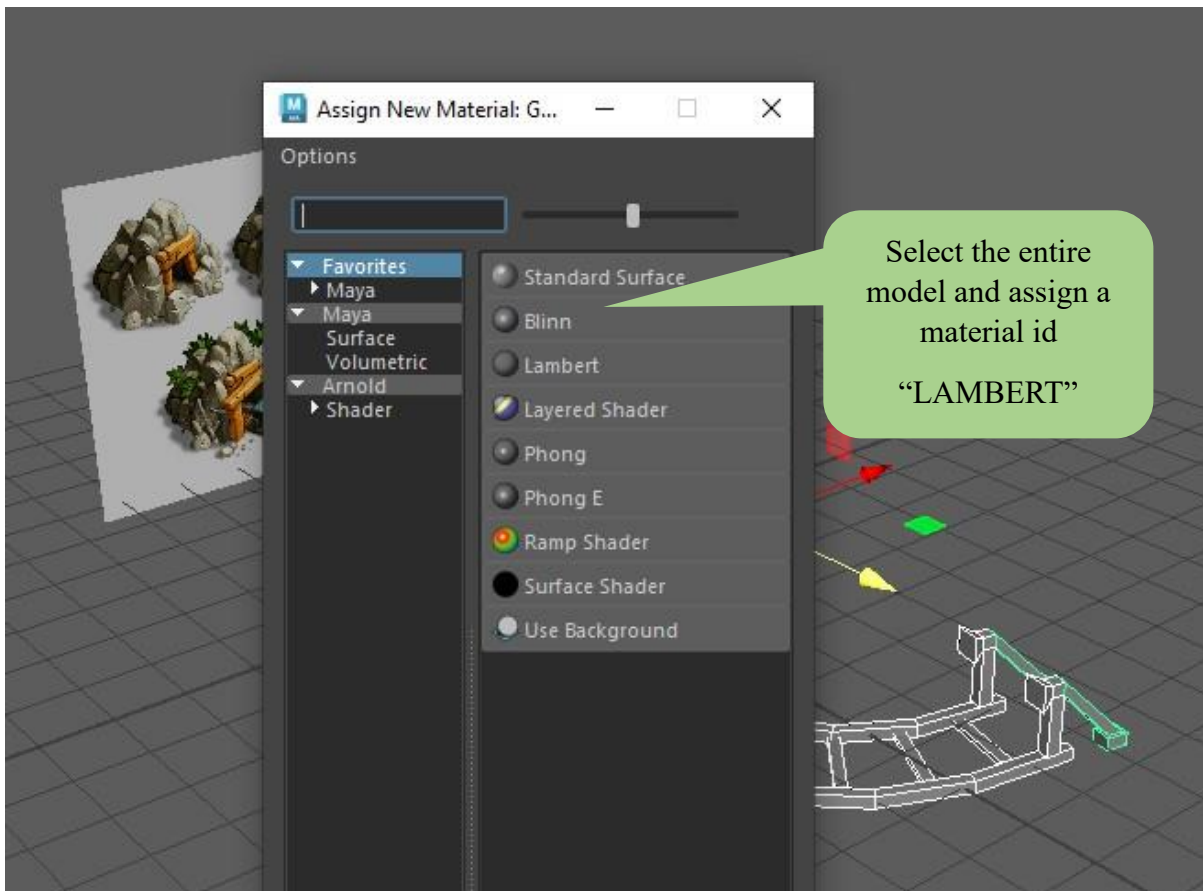 Assign New Material: G...
Options
Favorites
Maya
Maya
Surface
Volumetric
Arnold
Shader
Standard Surface
Blinn
Lambert
Layered Shader
Phong
Phong E
Ramp Shader
Surface Shader
Use Background
Select the entire
model and assign a
material id
“LAMBERT”